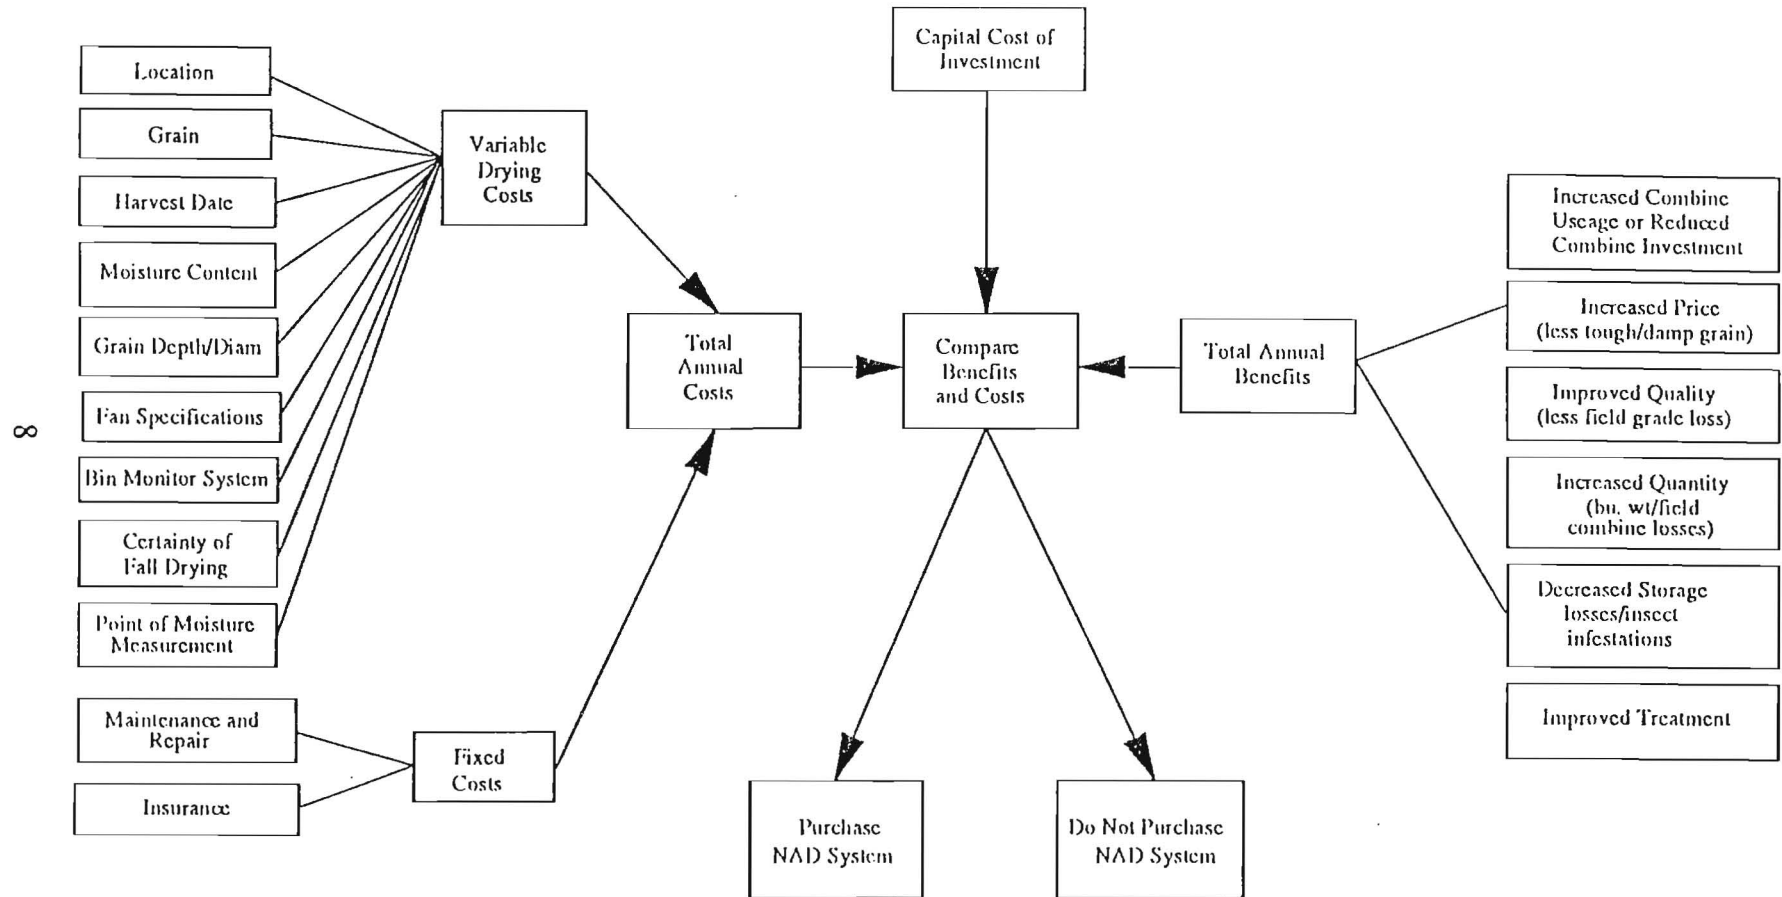 Capital Cost of
Investment
Location
Grain
Harvest Date
Moisture Content
Grain Depth/Diam
Fan Specifications
Bin Monitor System
Certainty of
Fall Drying
Point of Moisture
Measurement
Maintenance and
Repair
Insurance
Variable
Drying
Costs
Fixed
Costs
Total
Annual
Costs
Compare
Benefits
and Costs
Total Annual
Benefits
Increased Combine
Useage or Reduced
Combine Investment
Increased Price
(less tough/damp grain)
Improved Quality
(less field grade loss)
Increased Quantity
(bu. wt/field
combine losses)
Decreased Storage
losses/insect
infestations
Improved Treatment
Purchase
NAD System
Do Not Purchase
NAD System
8